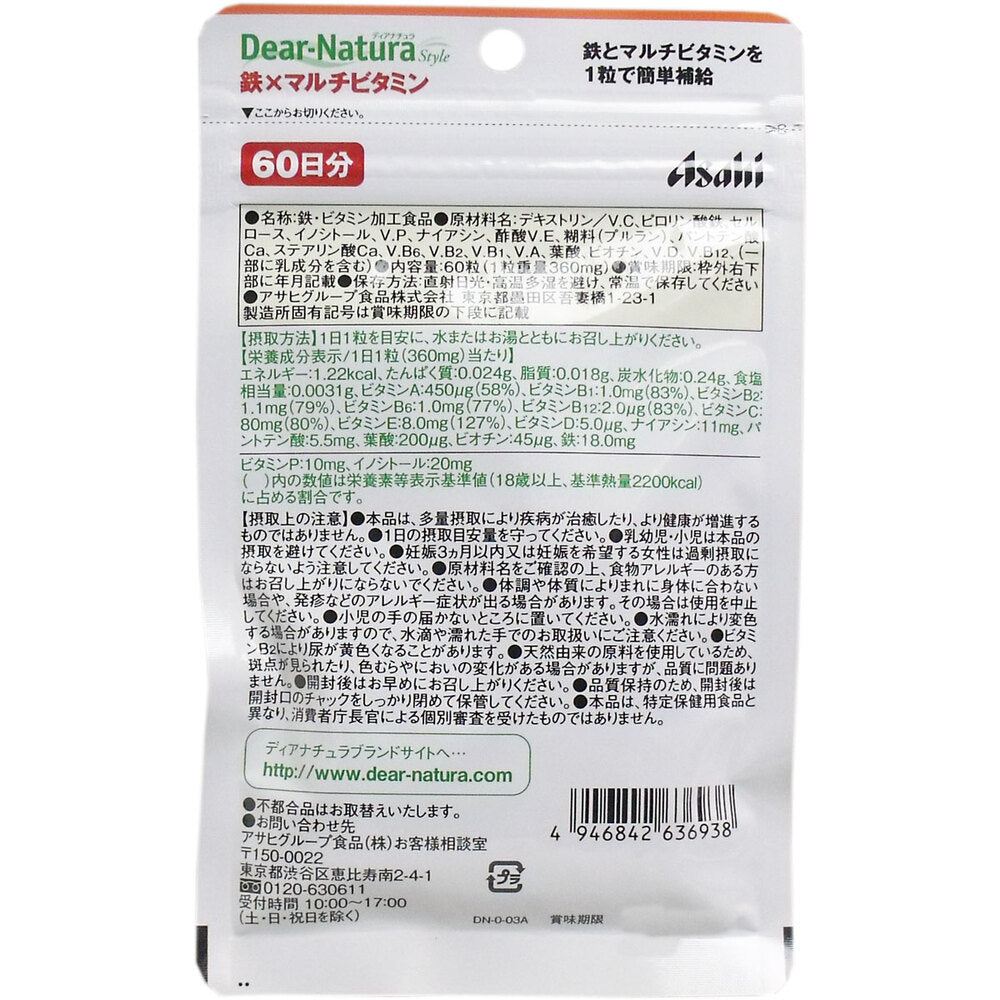 ディアナチュラ
Dear-Natura Style
鉄×マルチビタミン
鉄とマルチビタミンを
1粒で簡単補給
▼ここからお切りください。
60日分
Asahi
●名称:鉄・ビタミン加工食品●原材料名:デキストリン/V.C、ピロリン酸鉄、セル
ロース、イノシトール、V.P、ナイアシン、酢酸V.E、糊料(プルラン)、パントテン酸
Ca、ステアリン酸Ca、V.B6、V.B2、V.B1、V.A、葉酸、ビオチン、V.D、V.B12、(一
部に乳成分を含む)●内容量:60粒(1粒重量360mg)●賞味期限:枠外右下
部に年月記載●保存方法:直射日光・高温多湿を避け、常温で保存してください
●アサヒグループ食品株式会社 東京都墨田区吾妻橋1-23-1
製造所固有記号は賞味期限の下段に記載
【摂取方法】1日1粒を目安に、水またはお湯とともにお召し上がりください。
【栄養成分表示/1日1粒(360mg)当たり】
エネルギー:1.22kcal、たんぱく質:0.024g、脂質:0.018g、炭水化物:0.24g、食塩
相当量:0.0031g、ビタミンA:450μg(58%)、ビタミンB1:1.0mg(83%)、ビタミンB2:
1.1mg(79%)、ビタミンB6:1.0mg(77%)、ビタミンB12:2.0μg(83%)、ビタミンC:
80mg(80%)、ビタミンE:8.0mg(127%)、ビタミンD:5.0μg、ナイアシン:11mg、パ
ントテン酸:5.5mg、葉酸:200μg、ビオチン:45μg、鉄:18.0mg
ビタミンP:10mg、イノシトール:20mg
( )内の数値は栄養素等表示基準値(18歳以上、基準熱量2200kcal)
に占める割合です。
【摂取上の注意】●本品は、多量摂取により疾病が治癒したり、より健康が増進する
ものではありません。●1日の摂取目安量を守ってください。●乳幼児・小児は本品の
摂取を避けてください。●妊娠3ヵ月以内又は妊娠を希望する女性は過剰摂取に
ならないよう注意してください。●原材料名をご確認の上、食物アレルギーのある方
はお召し上がりにならないでください。●体調や体質によりまれに身体に合わない
場合や、発疹などのアレルギー症状が出る場合があります。その場合は使用を中止
してください。●小児の手の届かないところに置いてください。●水濡れにより変色
する場合がありますので、水滴や濡れた手でのお取扱いにご注意ください。●ビタミ
ンB2により尿が黄色くなることがあります。●天然由来の原料を使用しているため、
斑点が見られたり、色むらやにおいの変化がある場合がありますが、品質に問題あり
ません。●開封後はお早めにお召し上がりください。●品質保持のため、開封後は
開封口のチャックをしっかり閉めて保管してください。●本品は、特定保健用食品と
異なり、消費者庁長官による個別審査を受けたものではありません。
ディアナチュラブランドサイトへ…
http://www.dear-natura.com
●不都合品はお取替えいたします。
●お問い合わせ先
アサヒグループ食品(株)お客様相談室
〒150-0022
東京都渋谷区恵比寿南2-4-1
0120-630611
受付時間 10:00〜17:00
(土・日・祝日を除く)
4 946842 636938
プラ
DN-0-03A 賞味期限